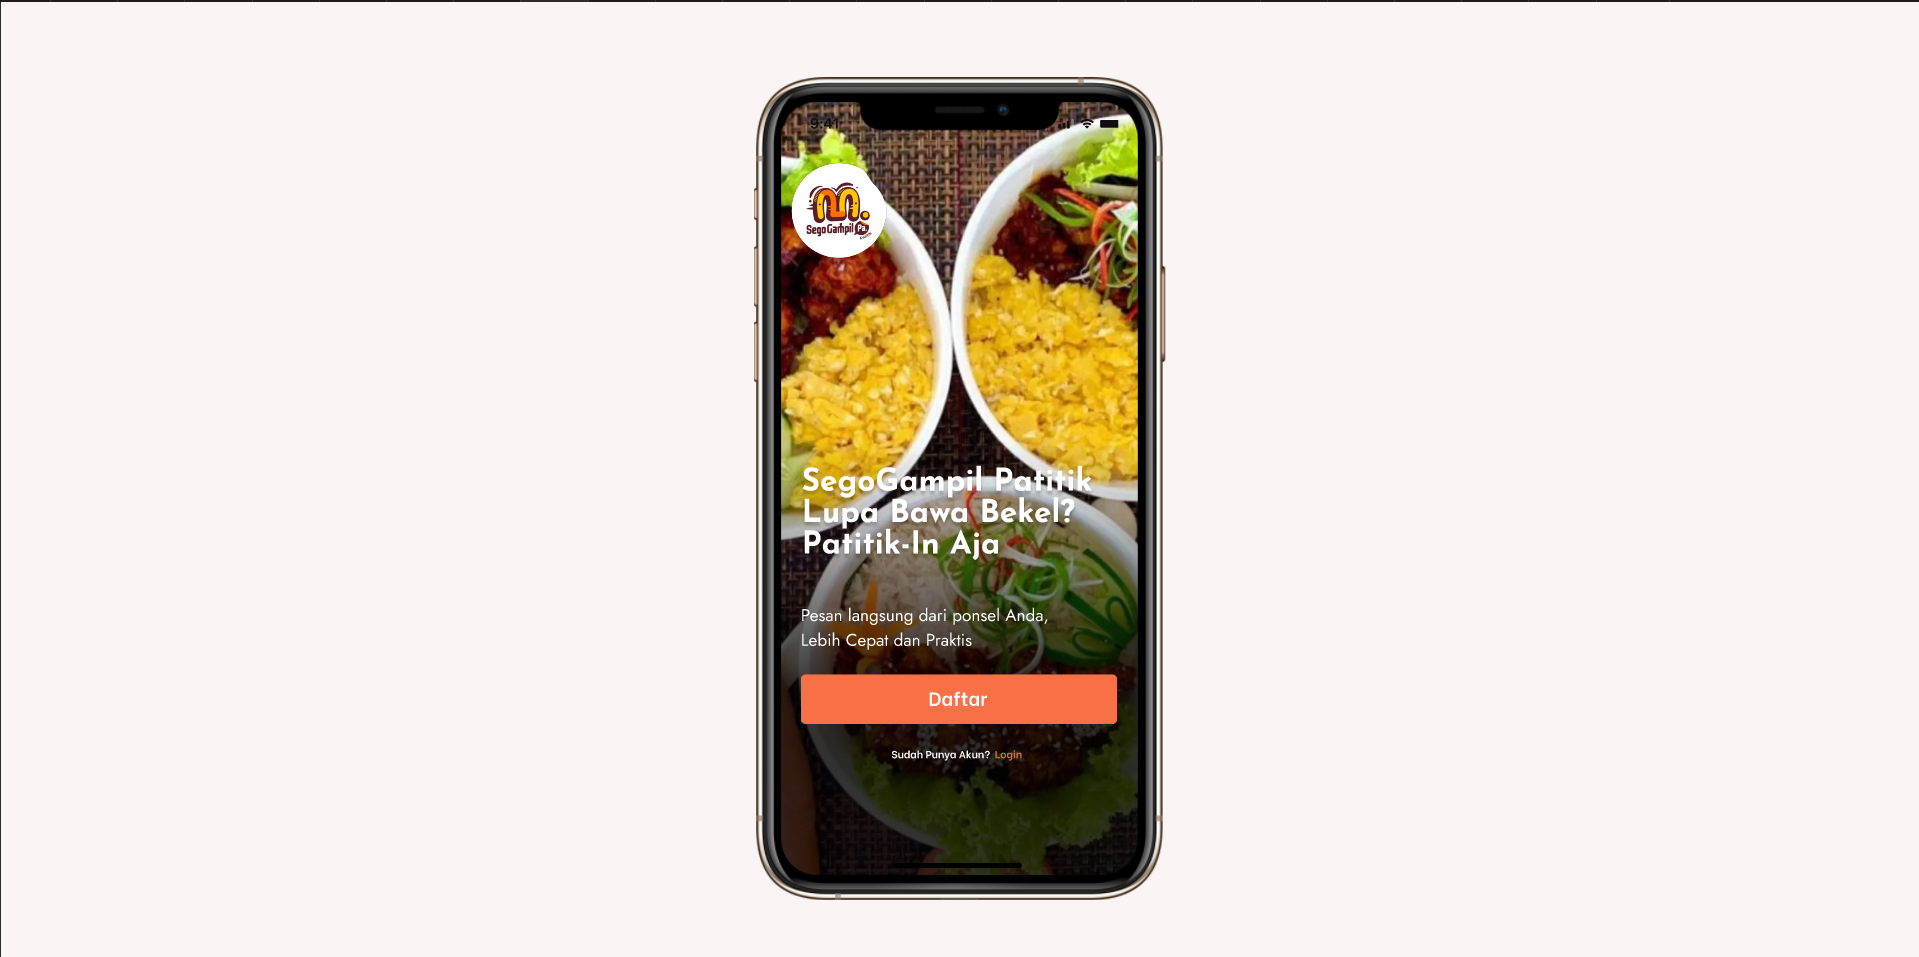 9:41
SegoGampil Pa.
SegoGampil Patitik
Lupa Bawa Bekel?
Patitik-In Aja
Pesan langsung dari ponsel Anda,
Lebih Cepat dan Praktis
Daftar
Sudah Punya Akun? Login